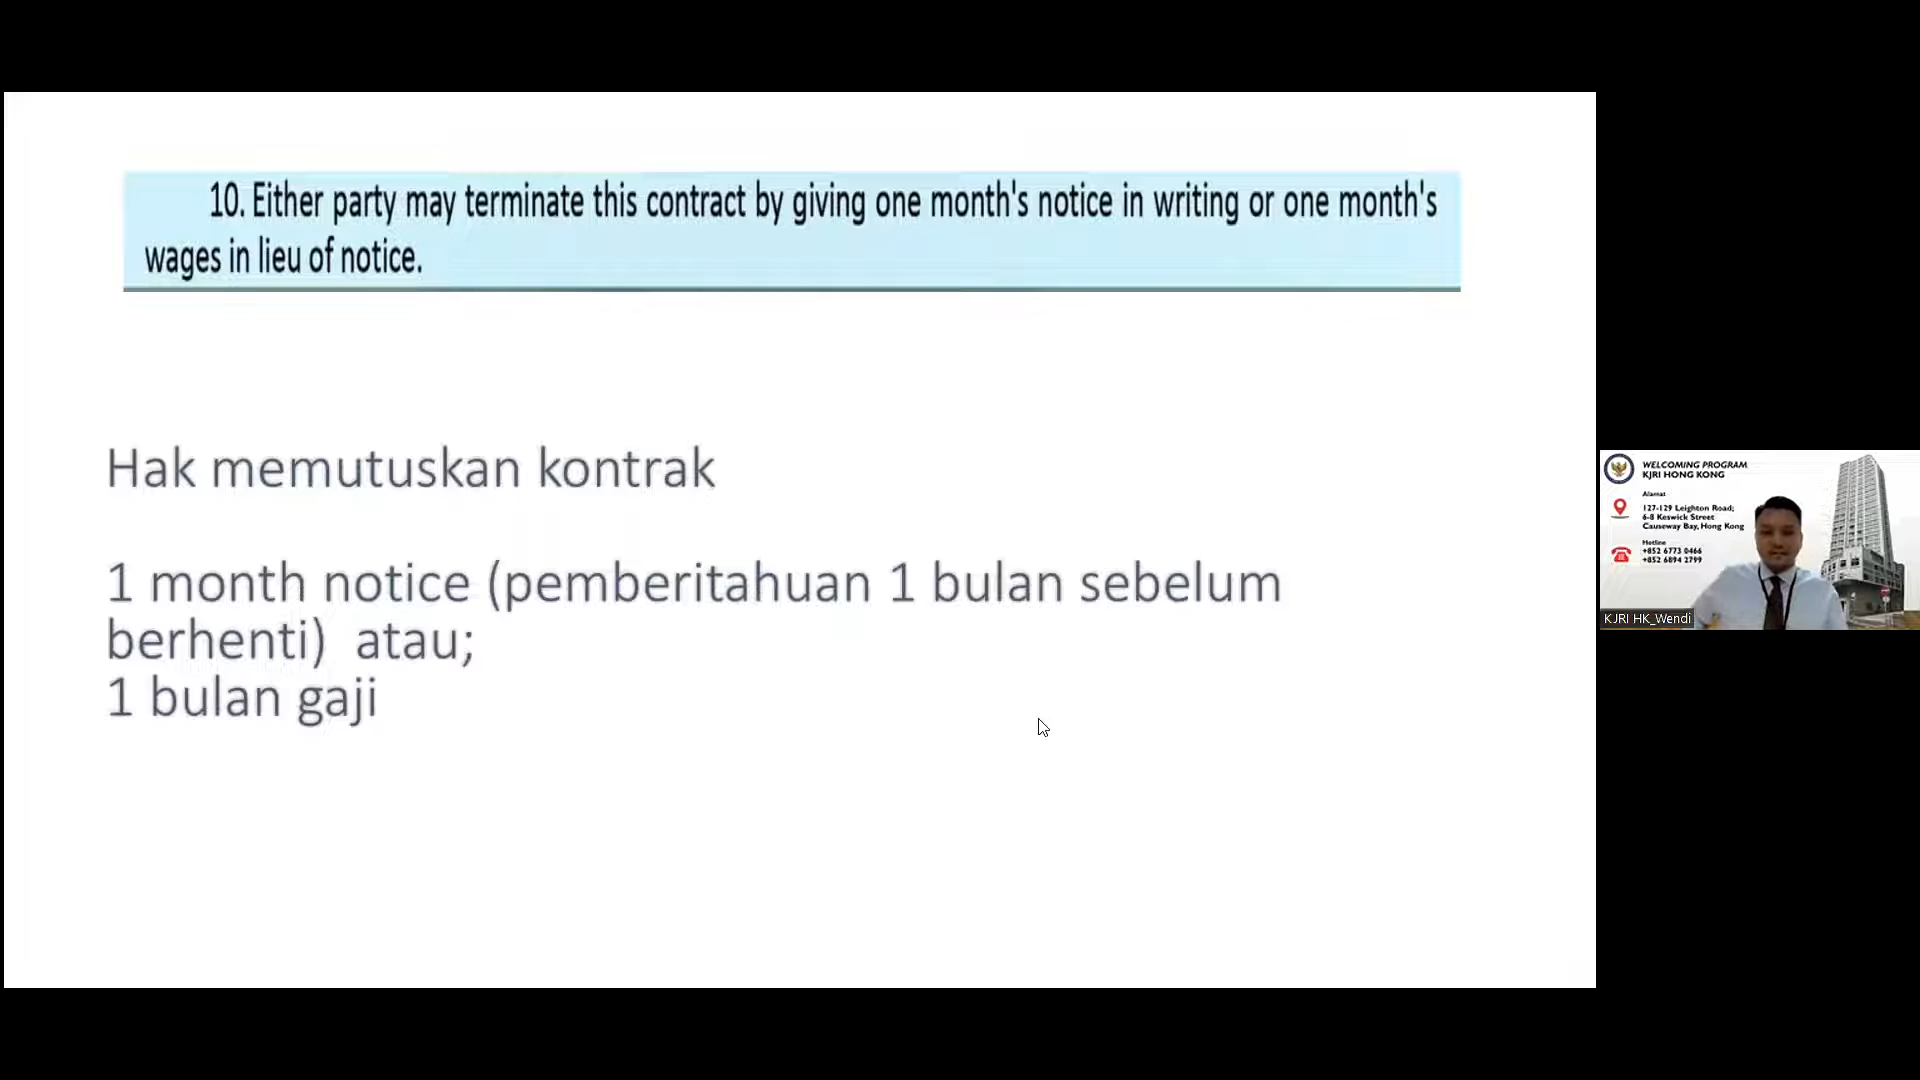 10. Either party may terminate this contract by giving one month's notice in writing or one month's
wages in lieu of notice.
Hak memutuskan kontrak
1 month notice (pemberitahuan 1 bulan sebelum
berhenti) atau;
1 bulan gaji
WELCOMING PROGRAM
KJRI HONG KONG
Alamat
127-129 Leighton Road;
6-8 Keswick Street
Causeway Bay, Hong Kong
Hotline
+852 6773 0466
+852 6894 2799
KJRI HK_Wendi